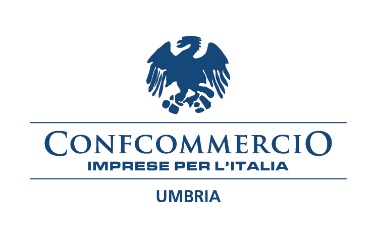 CONFCOMMERCIO
IMPRESE PER L'ITALIA
UMBRIA